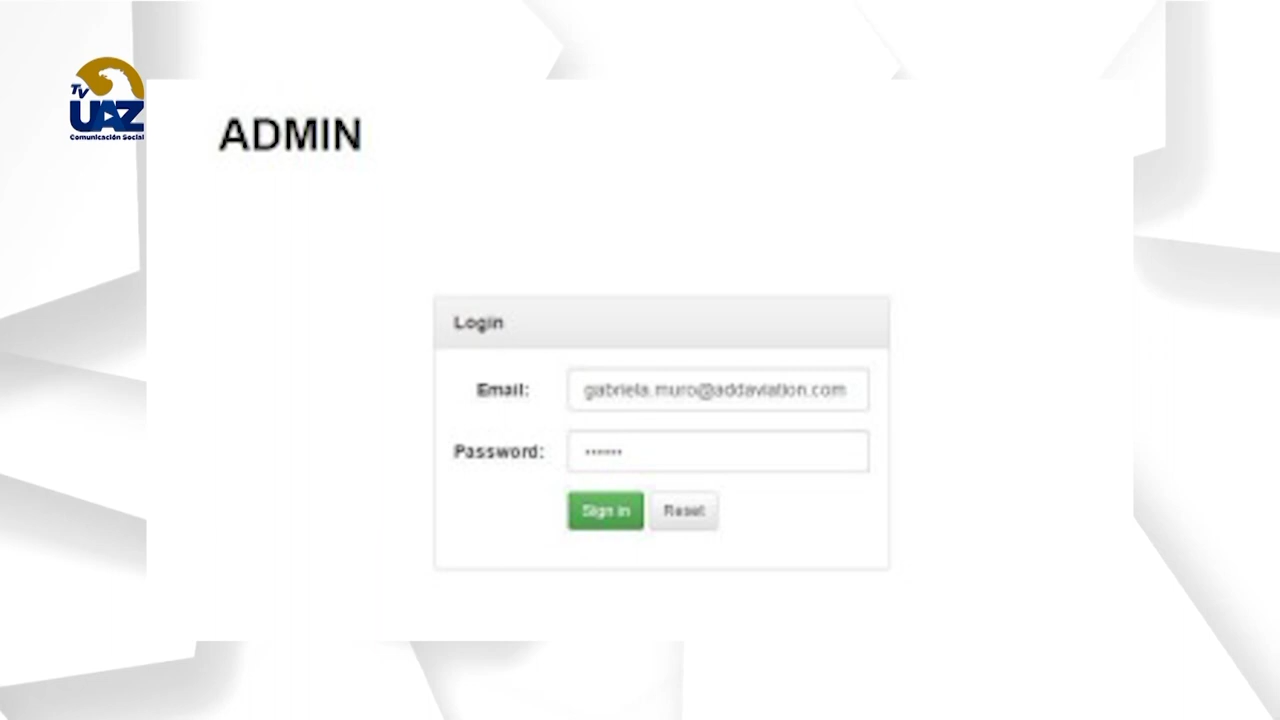 TV
UAZ
Comunicación Social
ADMIN
Login
Email: gabriela.muro@addaviation.com
Password: ••••••
Sign in Reset